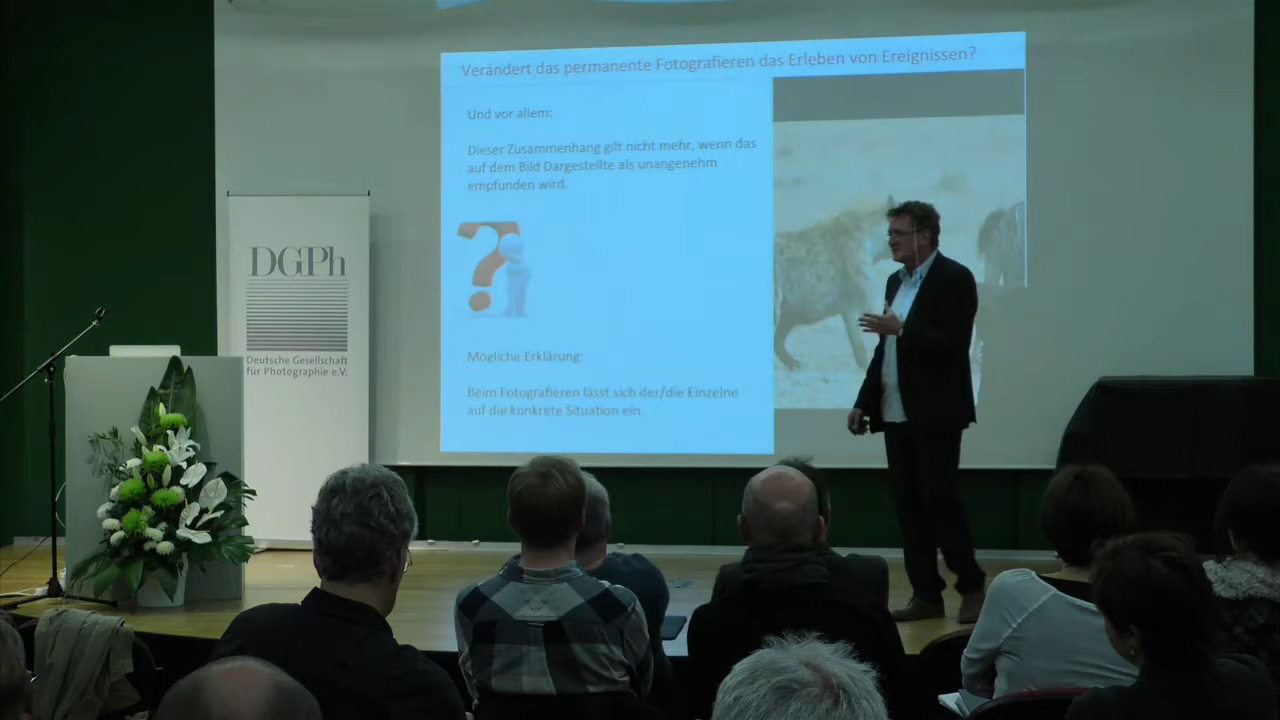 Verändert das permanente Fotografieren das Erleben von Ereignissen?
Und vor allem:
Dieser Zusammenhang gilt nicht mehr, wenn das
auf dem Bild Dargestellte als unangenehm
empfunden wird.
?
Mögliche Erklärung:
Beim Fotografieren lässt sich der/die Einzelne
auf die konkrete Situation ein.
DGPh
Deutsche Gesellschaft
für Photographie e.V.